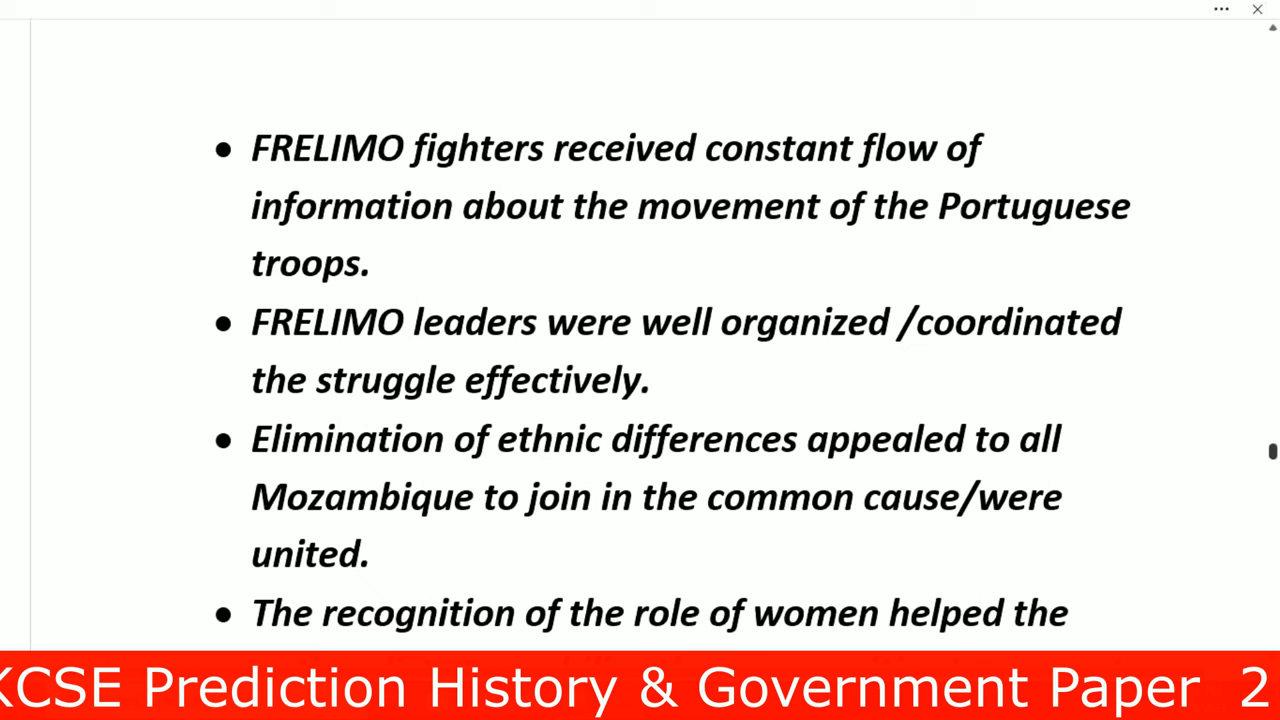 • FRELIMO fighters received constant flow of
information about the movement of the Portuguese
troops.
• FRELIMO leaders were well organized /coordinated
the struggle effectively.
• Elimination of ethnic differences appealed to all
Mozambique to join in the common cause/were
united.
• The recognition of the role of women helped the
KCSE Prediction History & Government Paper 2